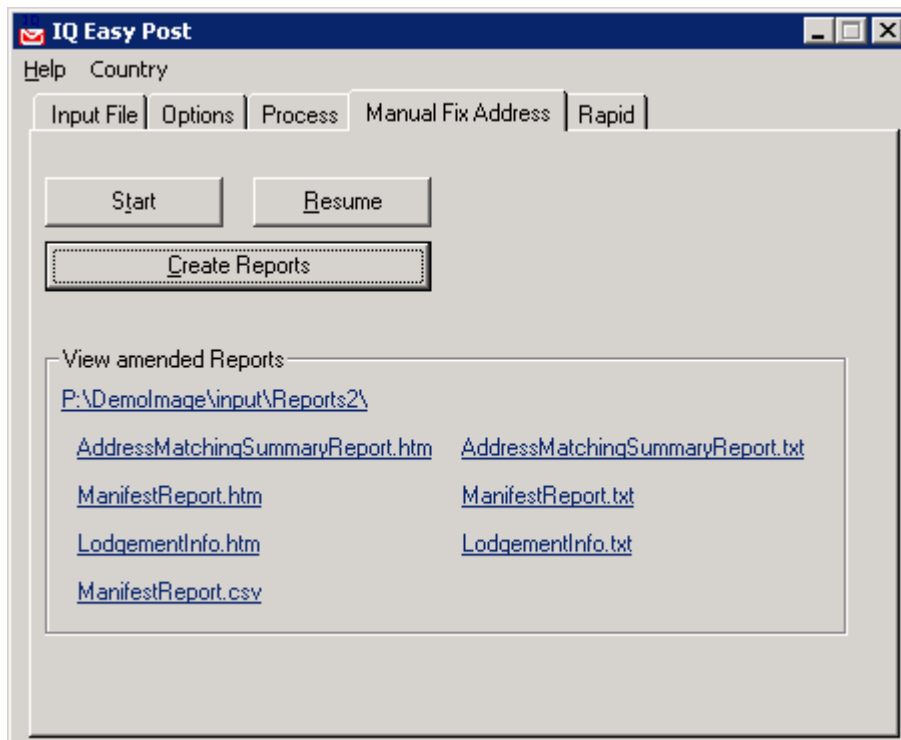 IQ Easy Post
Help Country
Input File Options Process Manual Fix Address Rapid
Start Resume
Create Reports
View amended Reports
P:\DemoImage\input\Reports2\
AddressMatchingSummaryReport.htm AddressMatchingSummaryReport.txt
ManifestReport.htm ManifestReport.txt
LodgementInfo.htm LodgementInfo.txt
ManifestReport.csv